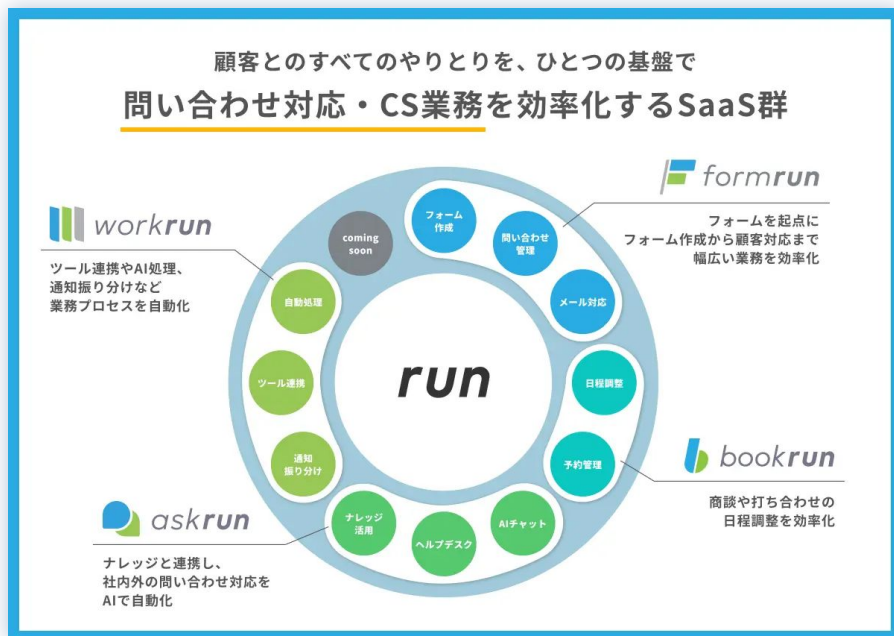 顧客とのすべてのやりとりを、ひとつの基盤で
問い合わせ対応・CS業務を効率化するSaaS群
formrun
フォームを起点に
フォーム作成から顧客対応まで
幅広い業務を効率化
workrun
ツール連携やAI処理、
通知振り分けなど
業務プロセスを自動化
coming
soon
フォーム
作成
問い合わせ
管理
メール対応
日程調整
予約管理
AIチャット
ヘルプデスク
ナレッジ
活用
通知
振り分け
ツール連携
自動処理
run
bookrun
商談や打ち合わせの
日程調整を効率化
askrun
ナレッジと連携し、
社内外の問い合わせ対応を
AIで自動化